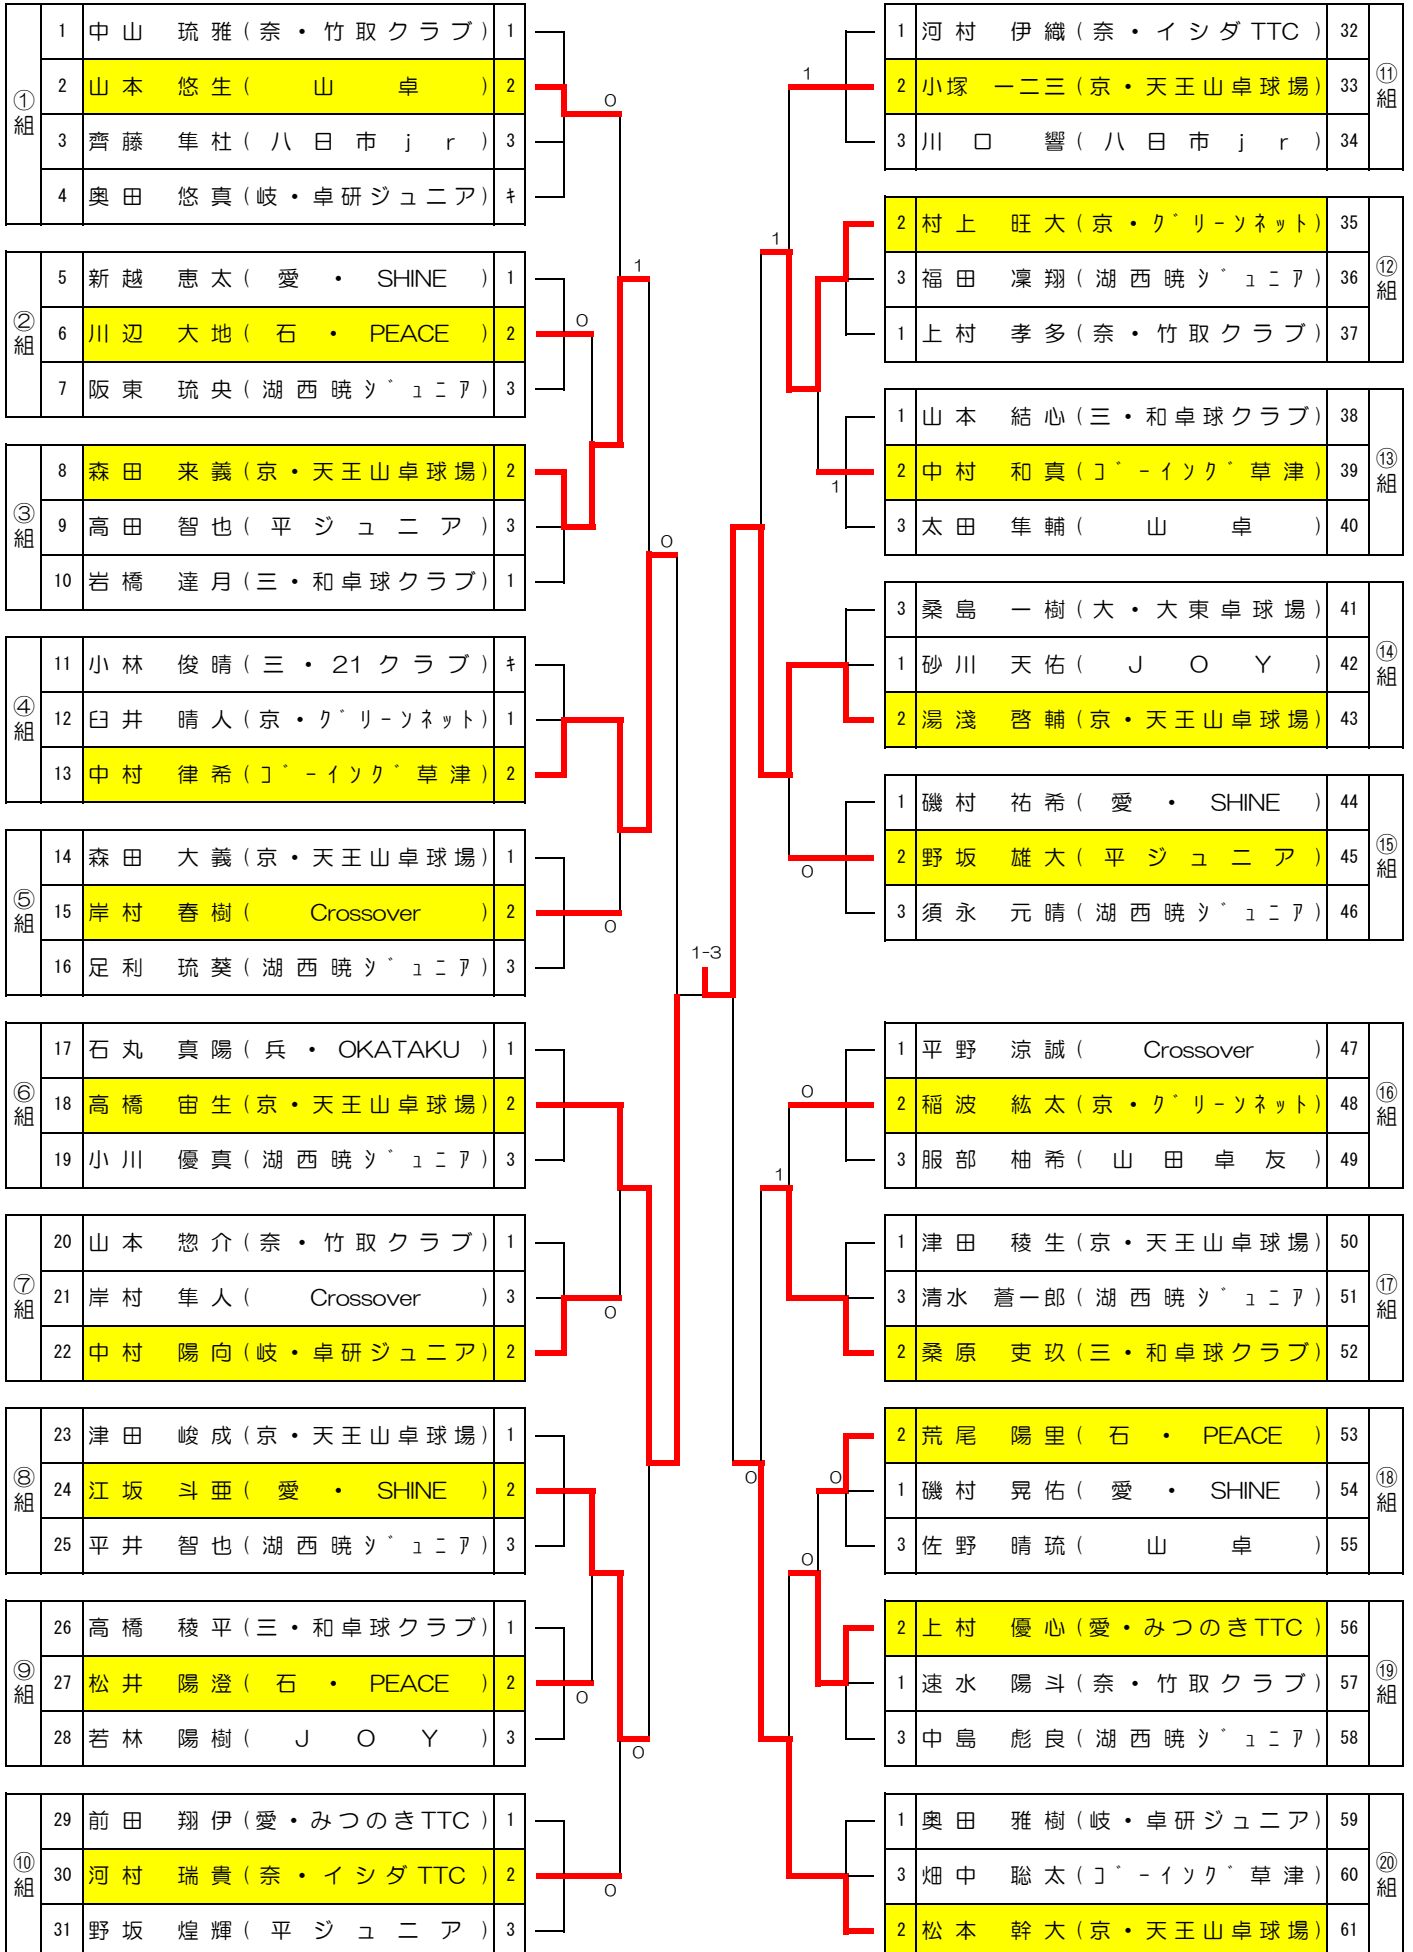 ①組
1 中山 琉雅(奈・竹取クラブ) 1
2 山本 悠生(山卓) 2
3 齊藤 隼杜(八日市jr) 3
4 奥田 悠真(岐・卓研ジュニア) キ
②組
5 新越 恵太(愛・SHINE) 1
6 川辺 大地(石・PEACE) 2
7 阪東 琉央(湖西暁ジュニア) 3
③組
8 森田 来義(京・天王山卓球場) 2
9 高田 智也(平ジュニア) 3
10 岩橋 達月(三・和卓球クラブ) 1
④組
11 小林 俊晴(三・21クラブ) キ
12 臼井 晴人(京・グリーンネット) 1
13 中村 律希(ゴーイング草津) 2
⑤組
14 森田 大義(京・天王山卓球場) 1
15 岸村 春樹(Crossover) 2
16 足利 琉葵(湖西暁ジュニア) 3
⑥組
17 石丸 真陽(兵・OKATAKU) 1
18 高橋 宙生(京・天王山卓球場) 2
19 小川 優真(湖西暁ジュニア) 3
⑦組
20 山本 惣介(奈・竹取クラブ) 1
21 岸村 隼人(Crossover) 3
22 中村 陽向(岐・卓研ジュニア) 2
⑧組
23 津田 峻成(京・天王山卓球場) 1
24 江坂 斗亜(愛・SHINE) 2
25 平井 智也(湖西暁ジュニア) 3
⑨組
26 高橋 稜平(三・和卓球クラブ) 1
27 松井 陽澄(石・PEACE) 2
28 若林 陽樹(JOY) 3
⑩組
29 前田 翔伊(愛・みつのきTTC) 1
30 河村 瑞貴(奈・イシダTTC) 2
31 野坂 煌輝(平ジュニア) 3
0
0
1
0
0
0
0
0
0
1-3
1
1
1
0
0
1
0
0
0
1 河村 伊織(奈・イシダTTC) 32
2 小塚 一二三(京・天王山卓球場) 33
3 川口 響(八日市jr) 34
⑪組
2 村上 旺大(京・グリーンネット) 35
3 福田 凜翔(湖西暁ジュニア) 36
1 上村 孝多(奈・竹取クラブ) 37
⑫組
1 山本 結心(三・和卓球クラブ) 38
2 中村 和真(ゴーイング草津) 39
3 太田 隼輔(山卓) 40
⑬組
3 桑島 一樹(大・大東卓球場) 41
1 砂川 天佑(JOY) 42
2 湯淺 啓輔(京・天王山卓球場) 43
⑭組
1 磯村 祐希(愛・SHINE) 44
2 野坂 雄大(平ジュニア) 45
3 須永 元晴(湖西暁ジュニア) 46
⑮組
1 平野 涼誠(Crossover) 47
2 稲波 紘太(京・グリーンネット) 48
3 服部 柚希(山田卓友) 49
⑯組
1 津田 稜生(京・天王山卓球場) 50
3 清水 蒼一郎(湖西暁ジュニア) 51
2 桑原 吏玖(三・和卓球クラブ) 52
⑰組
2 荒尾 陽里(石・PEACE) 53
1 磯村 晃佑(愛・SHINE) 54
3 佐野 晴琉(山卓) 55
⑱組
2 上村 優心(愛・みつのきTTC) 56
1 速水 陽斗(奈・竹取クラブ) 57
3 中島 彪良(湖西暁ジュニア) 58
⑲組
1 奥田 雅樹(岐・卓研ジュニア) 59
3 畑中 聡太(ゴーイング草津) 60
2 松本 幹大(京・天王山卓球場) 61
⑳組